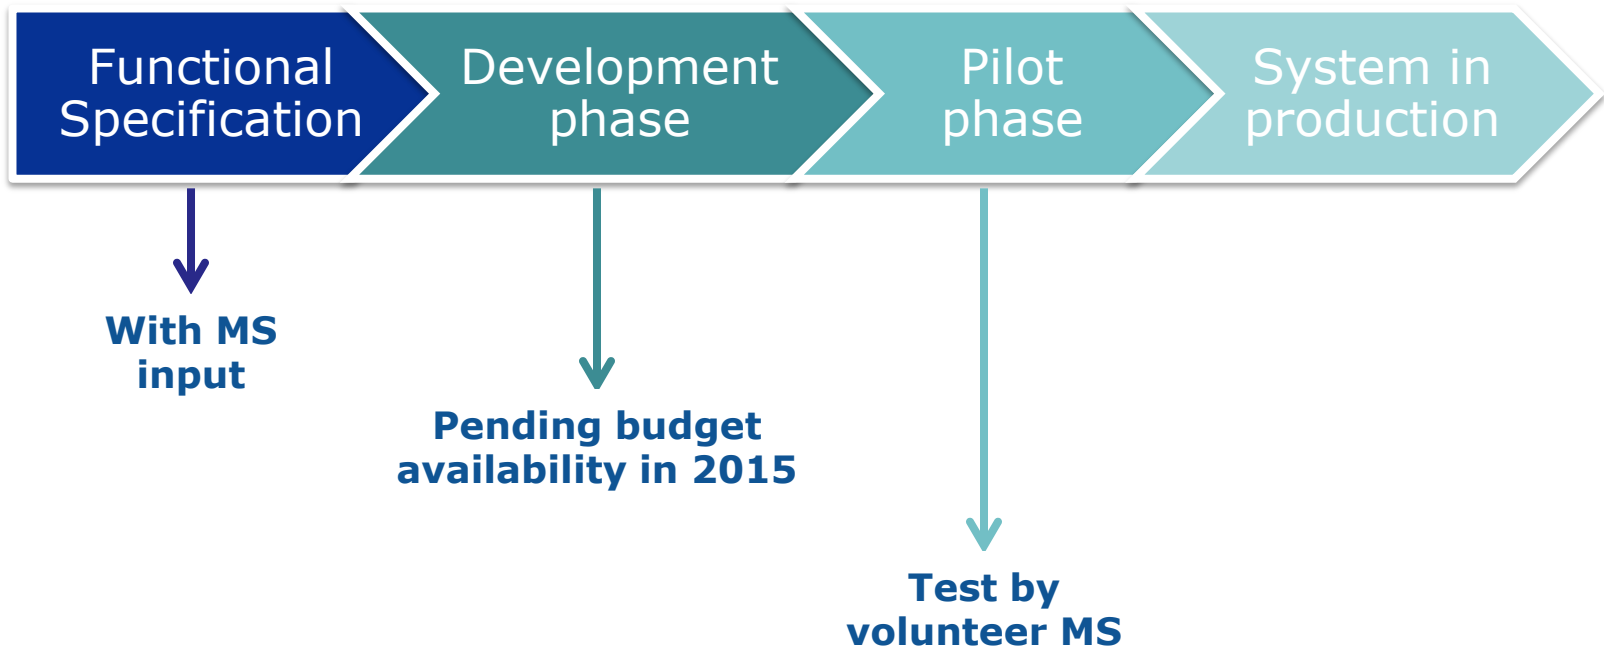 Functional
Specification
Development
phase
Pilot
phase
System in
production
With MS
input
Pending budget
availability in 2015
Test by
volunteer MS